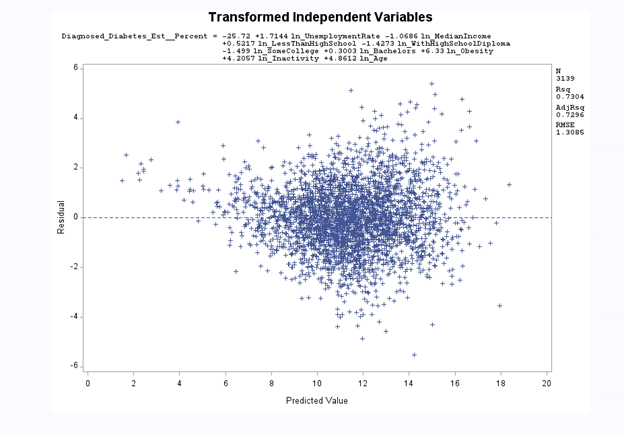 Transformed Independent Variables
Diagnosed_Diabetes_Est__Percent = -25.72 +1.7144 ln_UnemploymentRate -1.0686 ln_MedianIncome
+0.5217 ln_LessThanHighSchool -1.4273 ln_WithHighSchoolDiploma
-1.499 ln_SomeCollege +0.3003 ln_Bachelors +6.33 ln_Obesity
+4.2057 ln_Inactivity +4.8612 ln_Age
N
3139
Rsq
0.7304
AdjRsq
0.7296
RMSE
1.3085
6
4
2
0
-2
-4
-6
Residual
0 2 4 6 8 10 12 14 16 18 20
Predicted Value